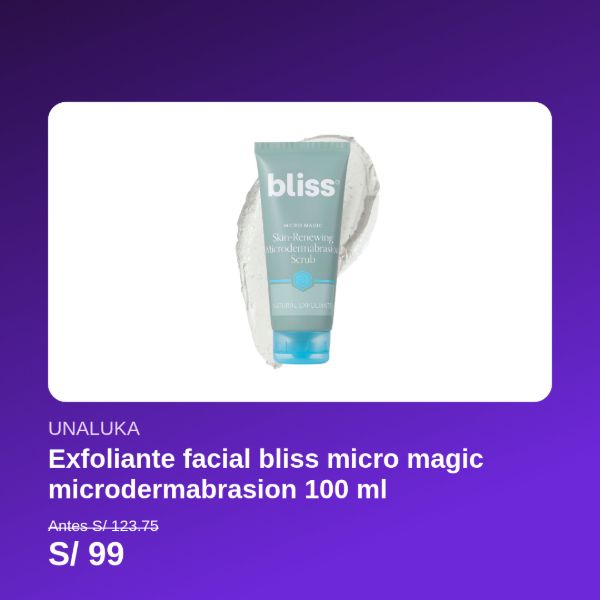 bliss
MICRO MAGIC
Skin-Renewing
Microdermabrasion
Scrub
NATURAL EXFOLIANTS
UNALUKA
Exfoliante facial bliss micro magic
microdermabrasion 100 ml
Antes S/ 123.75
S/ 99